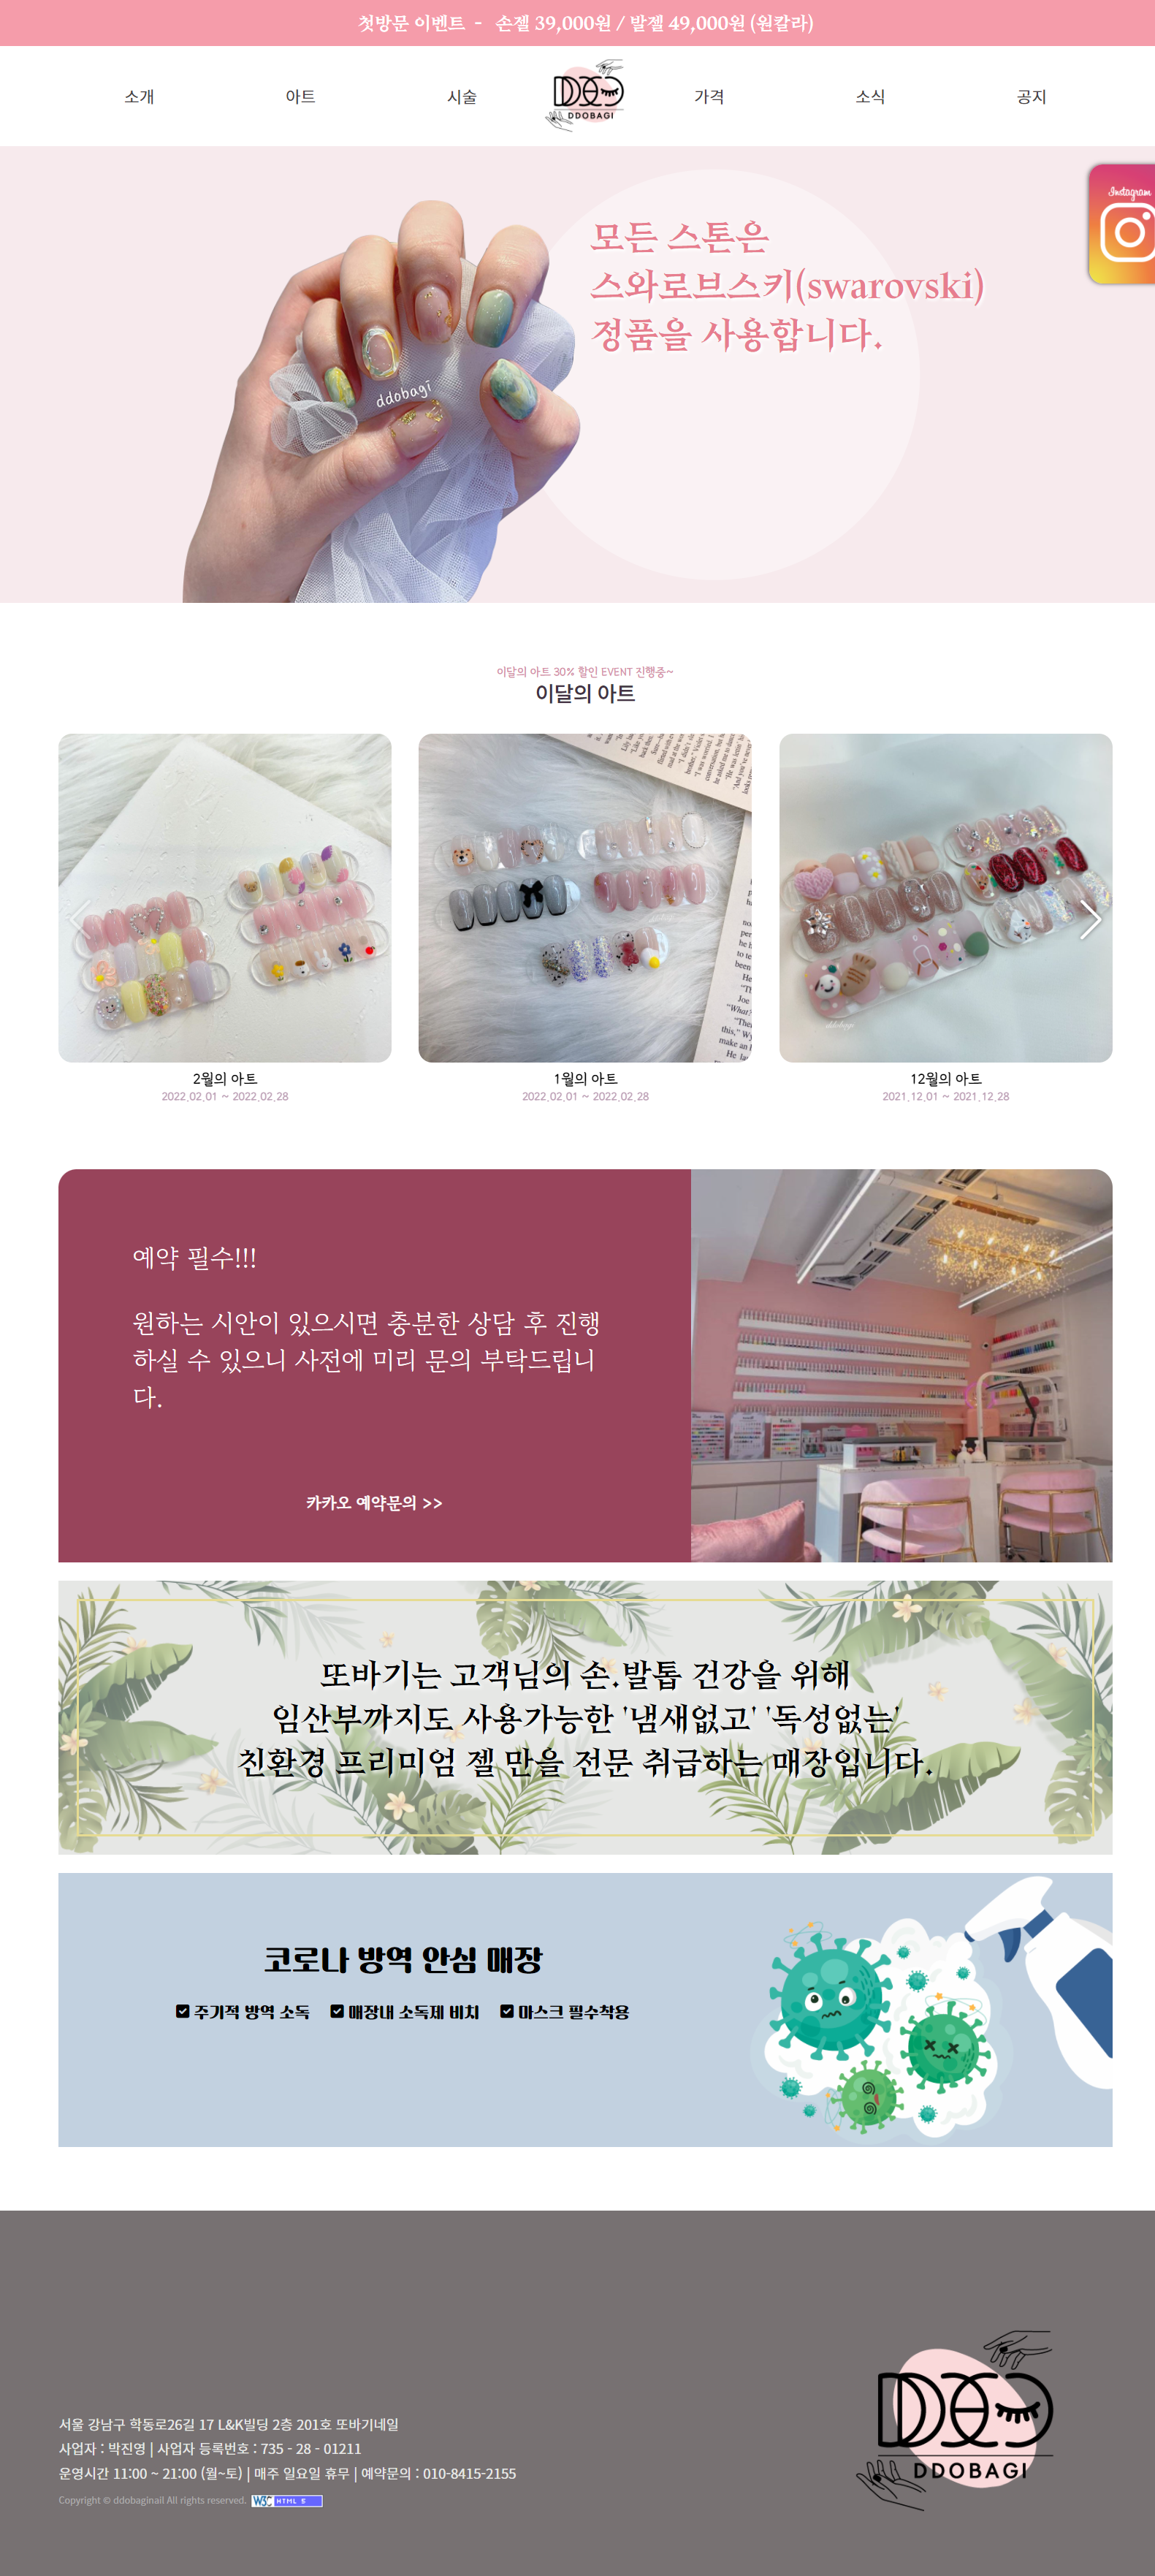 첫방문 이벤트 - 손젤 39,000원 / 발젤 49,000원 (원칼라)
소개
아트
시술
DDOBAGI
가격
소식
공지
Instagram
모든 스톤은
스와로브스키(swarovski)
정품을 사용합니다.
ddobagi
이달의 아트 30% 할인 EVENT 진행중~
이달의 아트
2월의 아트
2022.02.01 ~ 2022.02.28
1월의 아트
2022.02.01 ~ 2022.02.28
ddobagi
12월의 아트
2021.12.01 ~ 2021.12.28
예약 필수!!!
원하는 시안이 있으시면 충분한 상담 후 진행
하실 수 있으니 사전에 미리 문의 부탁드립니
다.
카카오 예약문의 >>
또바기는 고객님의 손.발톱 건강을 위해
임산부까지도 사용가능한 '냄새없고' '독성없는'
친환경 프리미엄 젤 만을 전문 취급하는 매장입니다.
코로나 방역 안심 매장
주기적 방역 소독 매장내 소독제 비치 마스크 필수착용
서울 강남구 학동로26길 17 L&K빌딩 2층 201호 또바기네일
사업자 : 박진영 | 사업자 등록번호 : 735 - 28 - 01211
운영시간 11:00 ~ 21:00 (월~토) | 매주 일요일 휴무 | 예약문의 : 010-8415-2155
Copyright © ddobaginail All rights reserved. W3C HTML 5
DDOBAGI